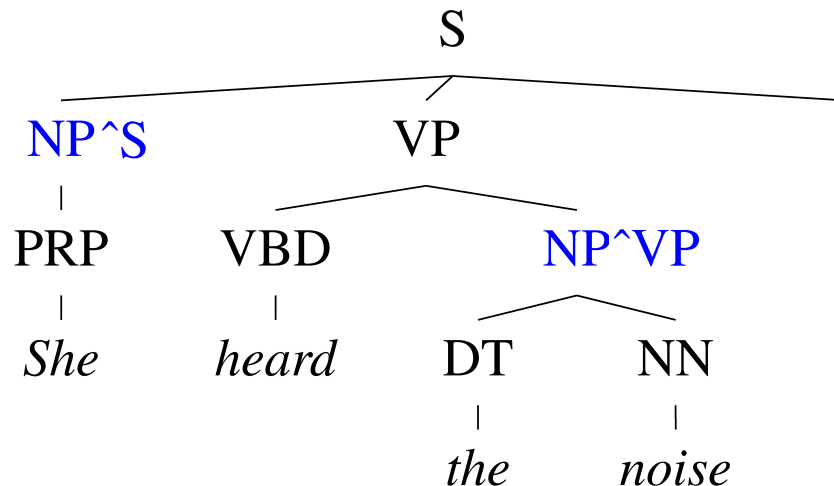 S
NP^S VP
PRP VBD NP^VP
She heard DT NN
the noise